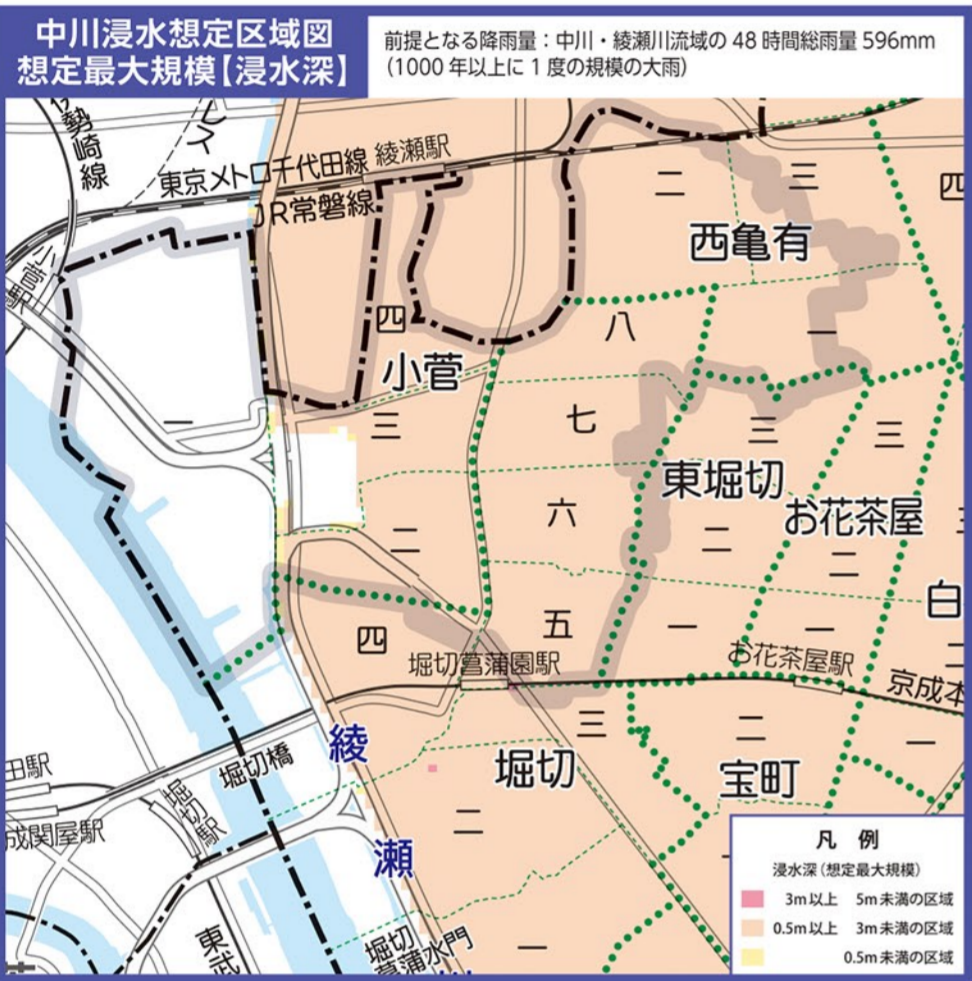 中川浸水想定区域図
想定最大規模【浸水深】
前提となる降雨量：中川・綾瀬川流域の48時間総雨量596mm
（1000年以上に1度の規模の大雨）
勢崎線
東京メトロ千代田線 綾瀬駅
JR常磐線
小菅駅
二
三
四
西亀有
一
四
八
小菅
三
七
一
三
三
東堀切
お花茶屋
二
六
二
二
白
五
四
一
一
二
堀切菖蒲園駅
お花茶屋駅
京成本
三
二
一
綾
瀬
堀切橋
堀切
宝町
田駅
堀切駅
成関屋駅
二
一
東武
堀切
菖蒲水門
凡 例
浸水深（想定最大規模）
3m以上 5m未満の区域
0.5m以上 3m未満の区域
0.5m未満の区域